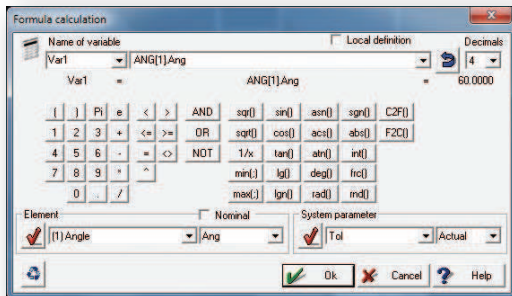 Formula calculation
Name of variable Local definition Decimals
Var1 ANG[1].Ang 4
Var1 = ANG[1].Ang = 60.0000
( ) Pi e < > AND sqr() sin() asn() sgn() C2F()
1 2 3 + <= >= OR sqrt() cos() acs() abs() F2C()
4 5 6 - = <> NOT 1/x tan() atn() int()
7 8 9 * ^ min(;) lg() deg() frc()
0 . / max(;) lgn() rad() rnd()
Element Nominal System parameter
(1) Angle Ang Tol Actual
Ok Cancel ? Help